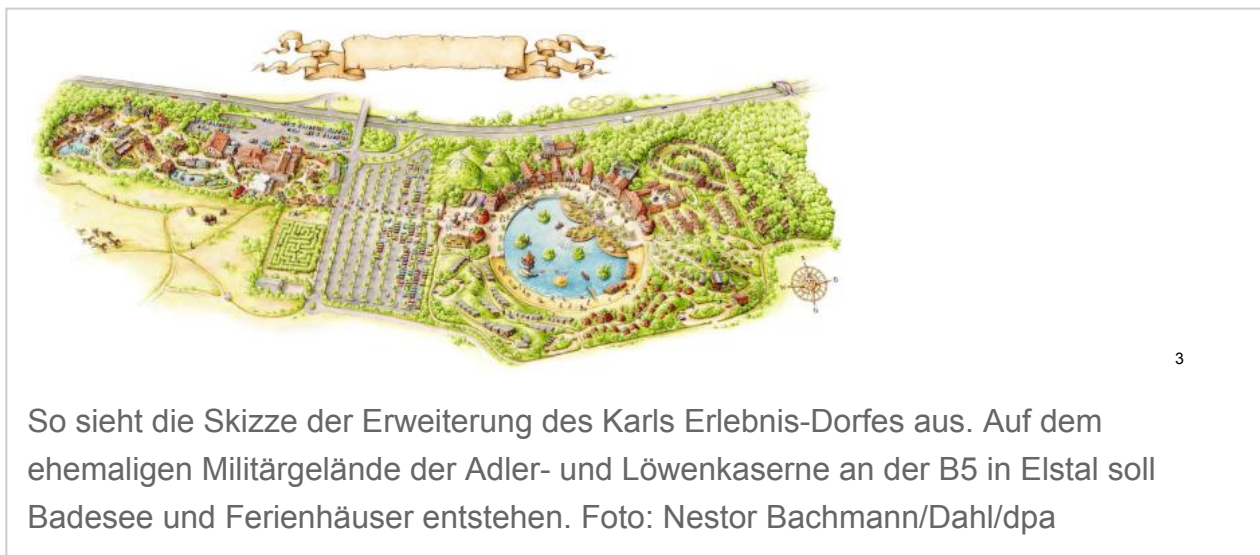 3
So sieht die Skizze der Erweiterung des Karls Erlebnis-Dorfes aus. Auf dem
ehemaligen Militärgelände der Adler- und Löwenkaserne an der B5 in Elstal soll
Badesee und Ferienhäuser entstehen. Foto: Nestor Bachmann/Dahl/dpa